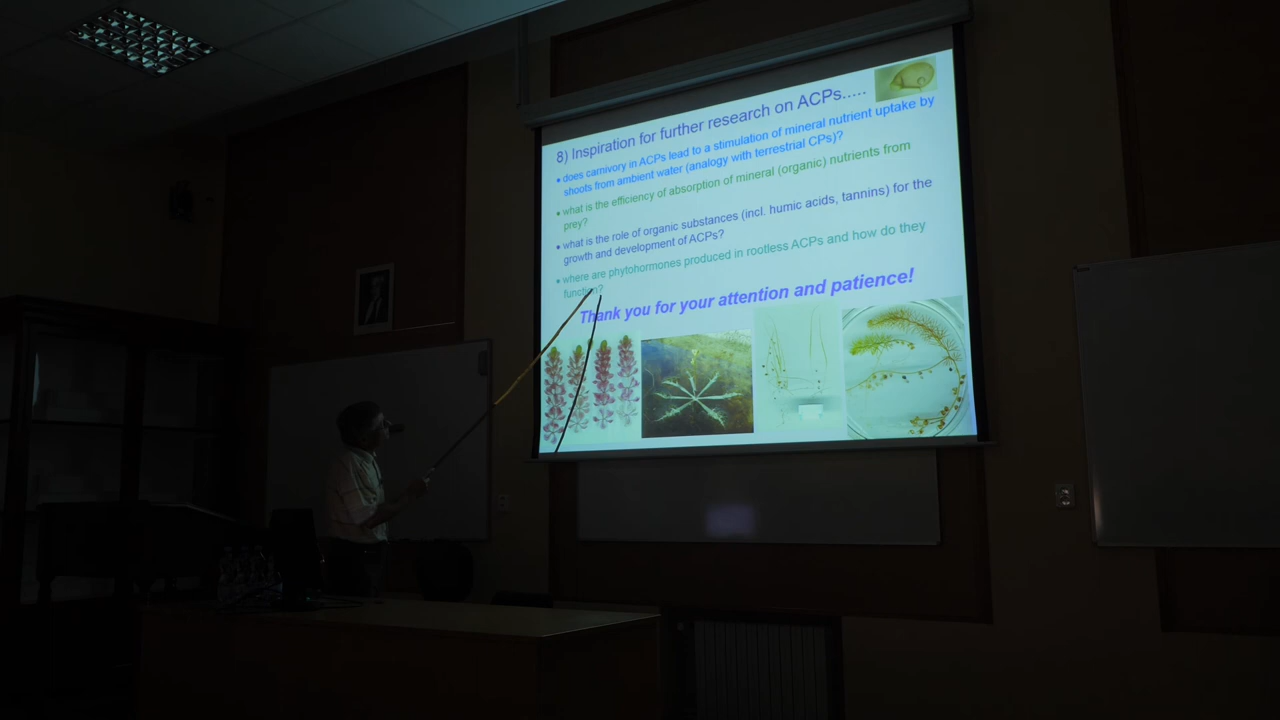 8) Inspiration for further research on ACPs.....
• does carnivory in ACPs lead to a stimulation of mineral nutrient uptake by
shoots from ambient water (analogy with terrestrial CPs)?
• what is the efficiency of absorption of mineral (organic) nutrients from
prey?
• what is the role of organic substances (incl. humic acids, tannins) for the
growth and development of ACPs?
• where are phytohormones produced in rootless ACPs and how do they
function?
Thank you for your attention and patience!